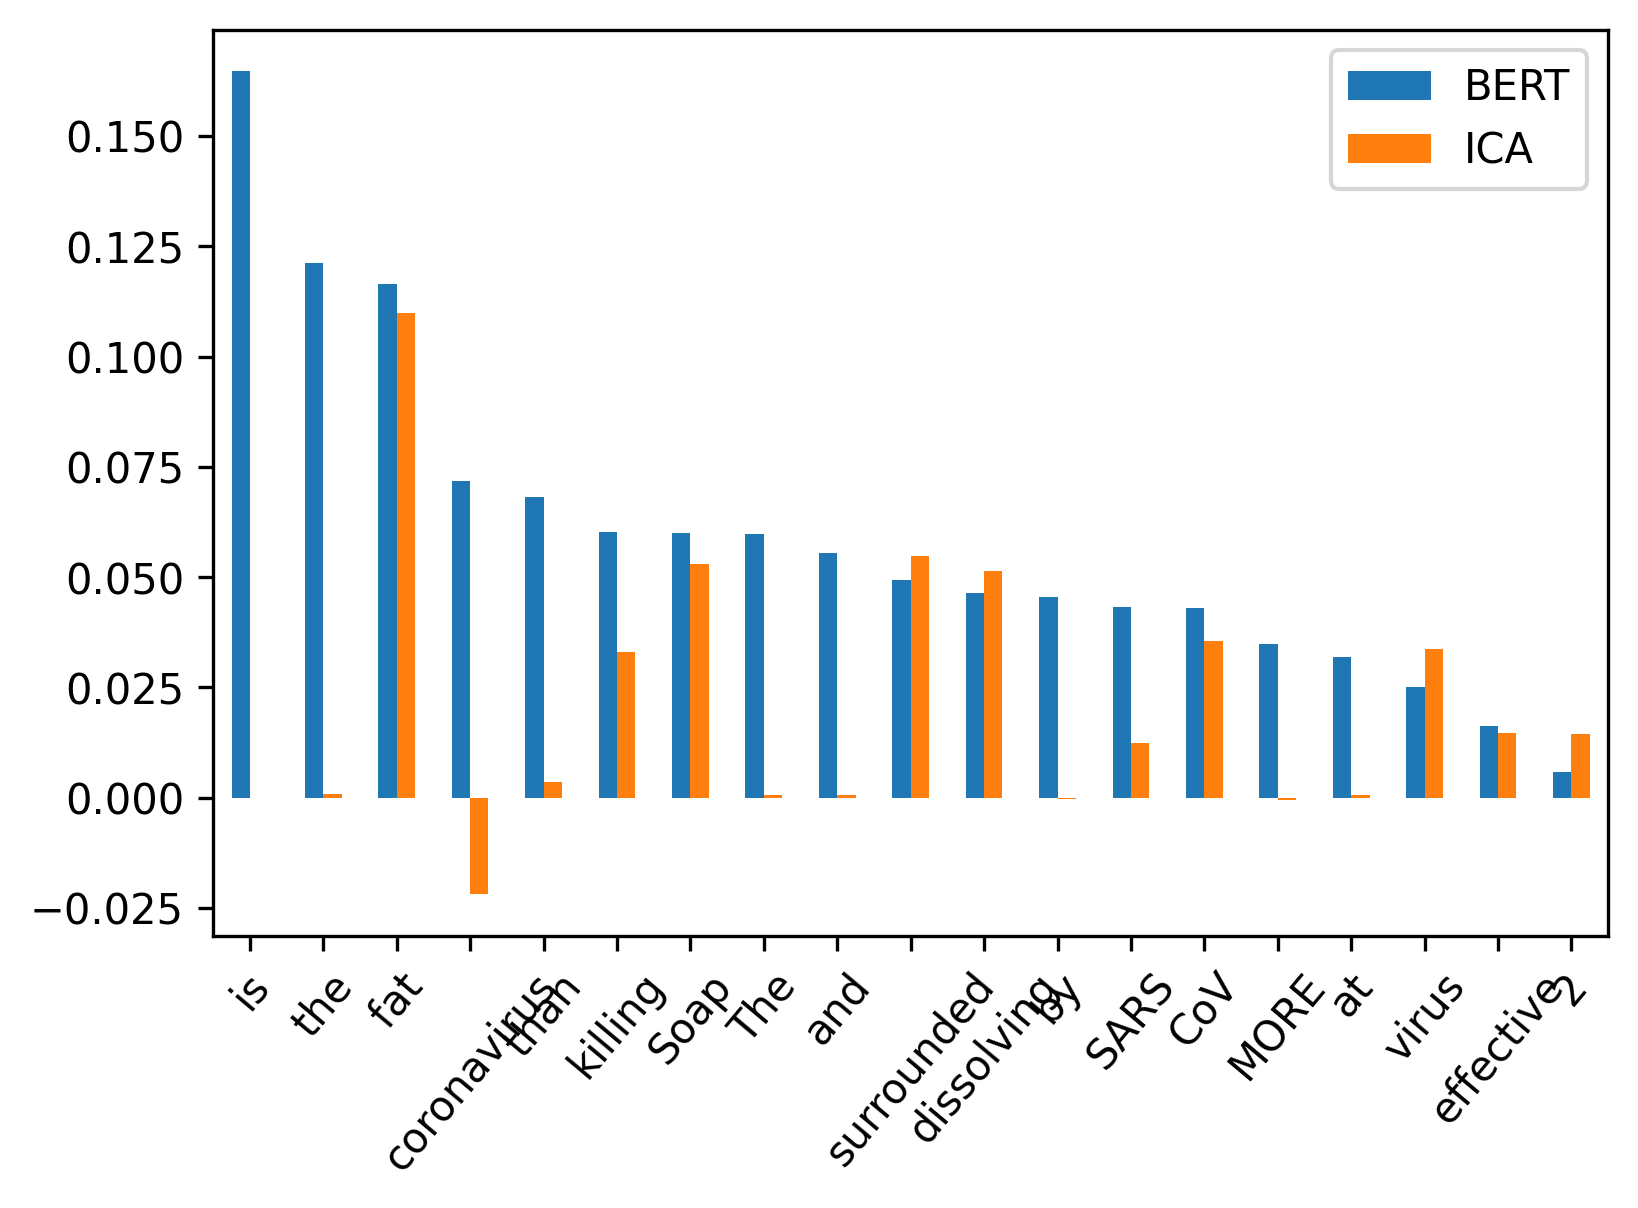 BERT
ICA
0.150
0.125
0.100
0.075
0.050
0.025
0.000
−0.025
is
the
fat
coronavirus
than
killing
Soap
The
and
surrounded
dissolving
by
SARS
CoV
MORE
at
virus
effective
2